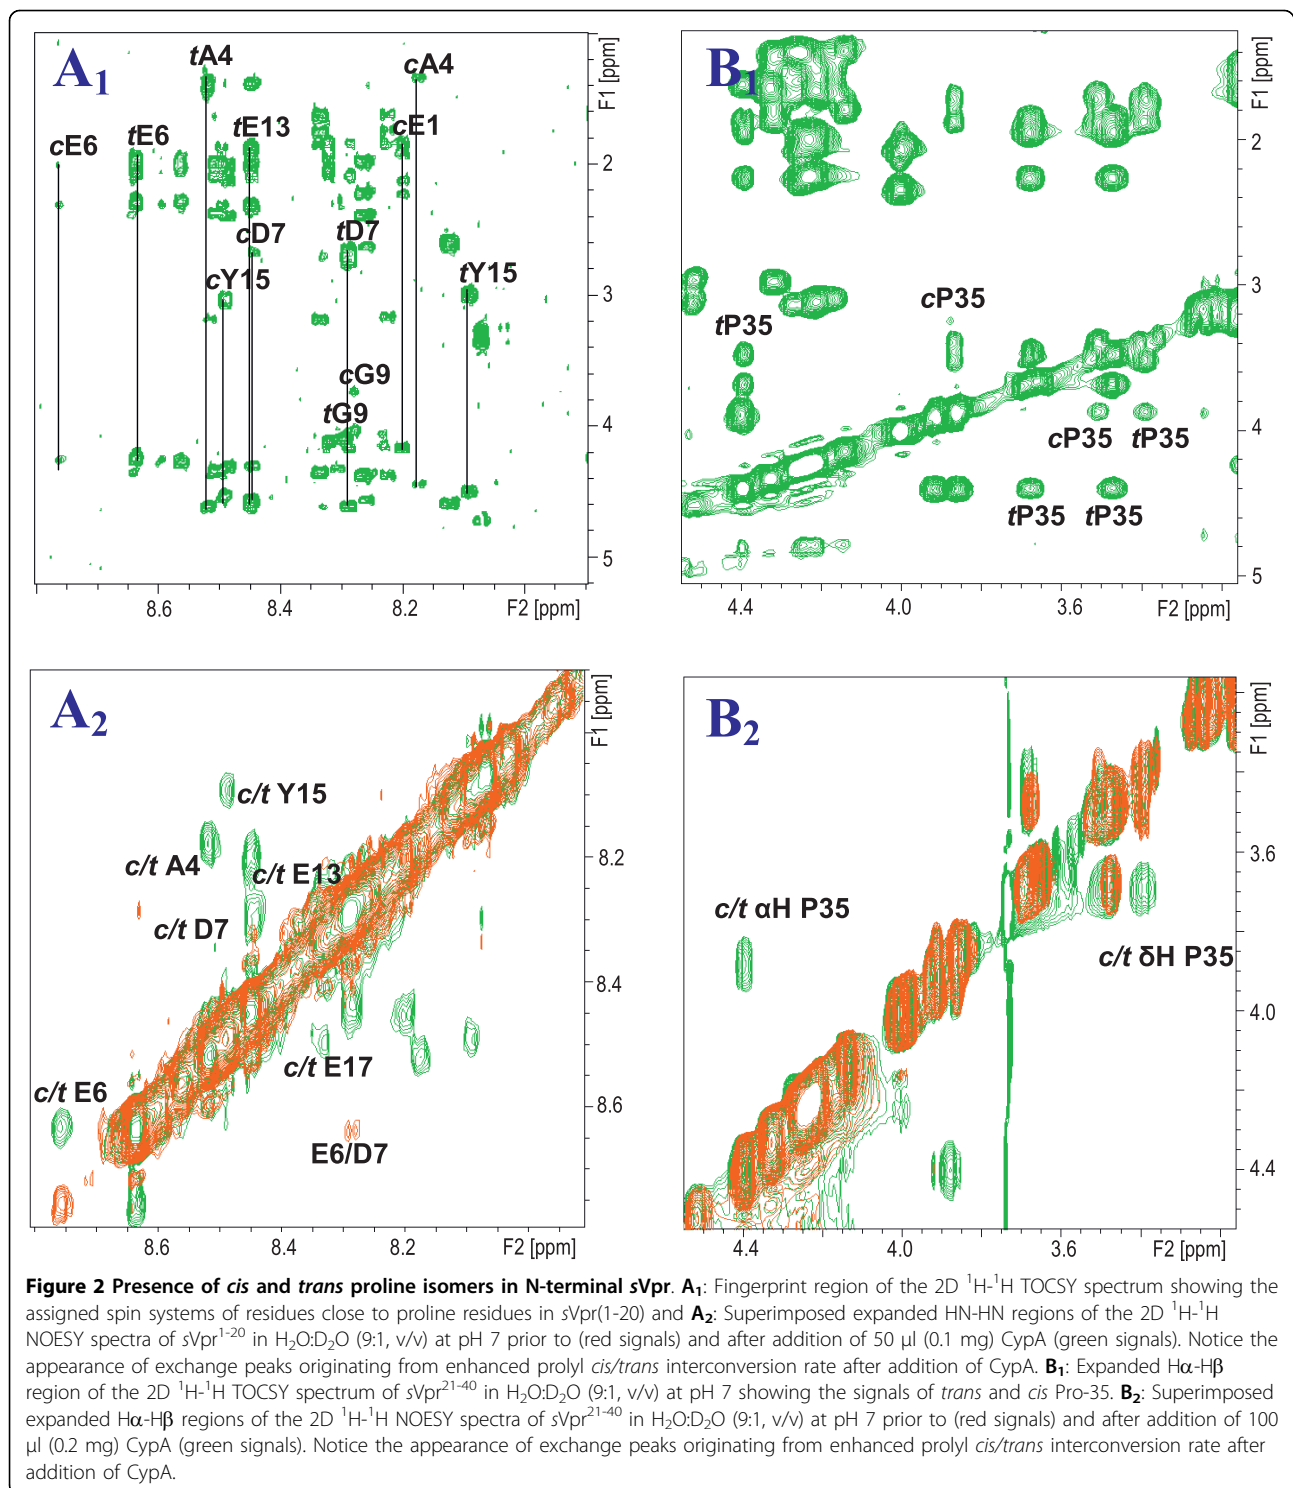 A1
tA4
cA4
cE6
tE6
tE13
cE1
cD7
tD7
cY15
tY15
cG9
tG9
F1 [ppm]
2
3
4
5
8.6
8.4
8.2
F2 [ppm]
B1
tP35
cP35
cP35
tP35
tP35
tP35
F1 [ppm]
2
3
4
5
4.4
4.0
3.6
F2 [ppm]
A2
c/t Y15
c/t A4
c/t E13
c/t D7
c/t E17
c/t E6
E6/D7
F1 [ppm]
8.2
8.4
8.6
8.6
8.4
8.2
F2 [ppm]
B2
c/t αH P35
c/t δH P35
F1 [ppm]
3.6
4.0
4.4
4.4
4.0
3.6
F2 [ppm]
Figure 2 Presence of cis and trans proline isomers in N-terminal sVpr. A1: Fingerprint region of the 2D 1H-1H TOCSY spectrum showing the
assigned spin systems of residues close to proline residues in sVpr(1-20) and A2: Superimposed expanded HN-HN regions of the 2D 1H-1H
NOESY spectra of sVpr1-20 in H2O:D2O (9:1, v/v) at pH 7 prior to (red signals) and after addition of 50 μl (0.1 mg) CypA (green signals). Notice the
appearance of exchange peaks originating from enhanced prolyl cis/trans interconversion rate after addition of CypA. B1: Expanded Hα-Hβ
region of the 2D 1H-1H TOCSY spectrum of sVpr21-40 in H2O:D2O (9:1, v/v) at pH 7 showing the signals of trans and cis Pro-35. B2: Superimposed
expanded Hα-Hβ regions of the 2D 1H-1H NOESY spectra of sVpr21-40 in H2O:D2O (9:1, v/v) at pH 7 prior to (red signals) and after addition of 100
μl (0.2 mg) CypA (green signals). Notice the appearance of exchange peaks originating from enhanced prolyl cis/trans interconversion rate after
addition of CypA.